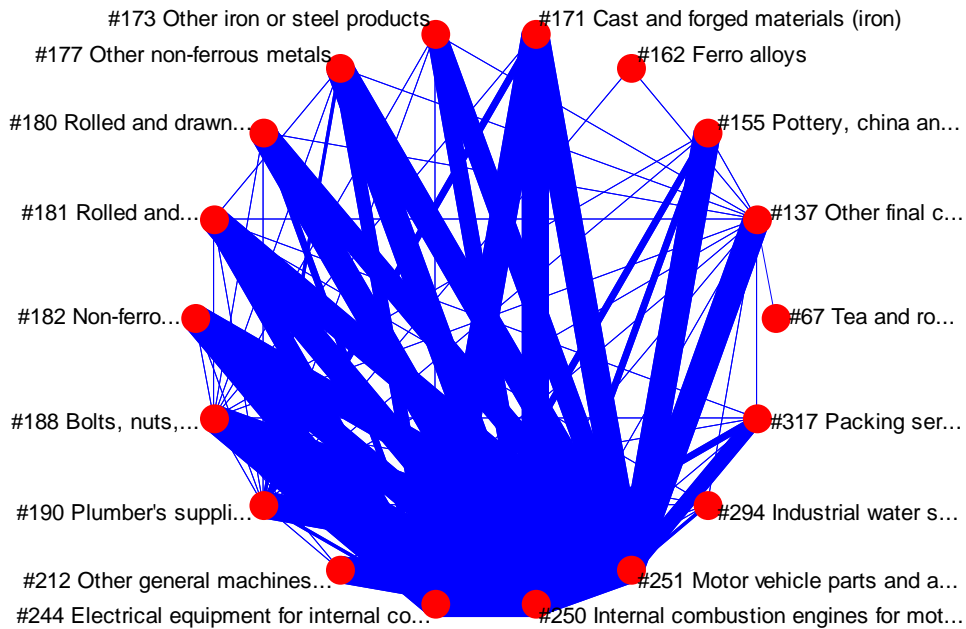 #173 Other iron or steel products
#171 Cast and forged materials (iron)
#177 Other non-ferrous metals
#162 Ferro alloys
#180 Rolled and drawn...
#155 Pottery, china an...
#181 Rolled and...
#137 Other final c...
#182 Non-ferro...
#67 Tea and ro...
#188 Bolts, nuts,...
#317 Packing ser...
#190 Plumber's suppli...
#294 Industrial water s...
#212 Other general machines...
#251 Motor vehicle parts and a...
#244 Electrical equipment for internal co...
#250 Internal combustion engines for mot...